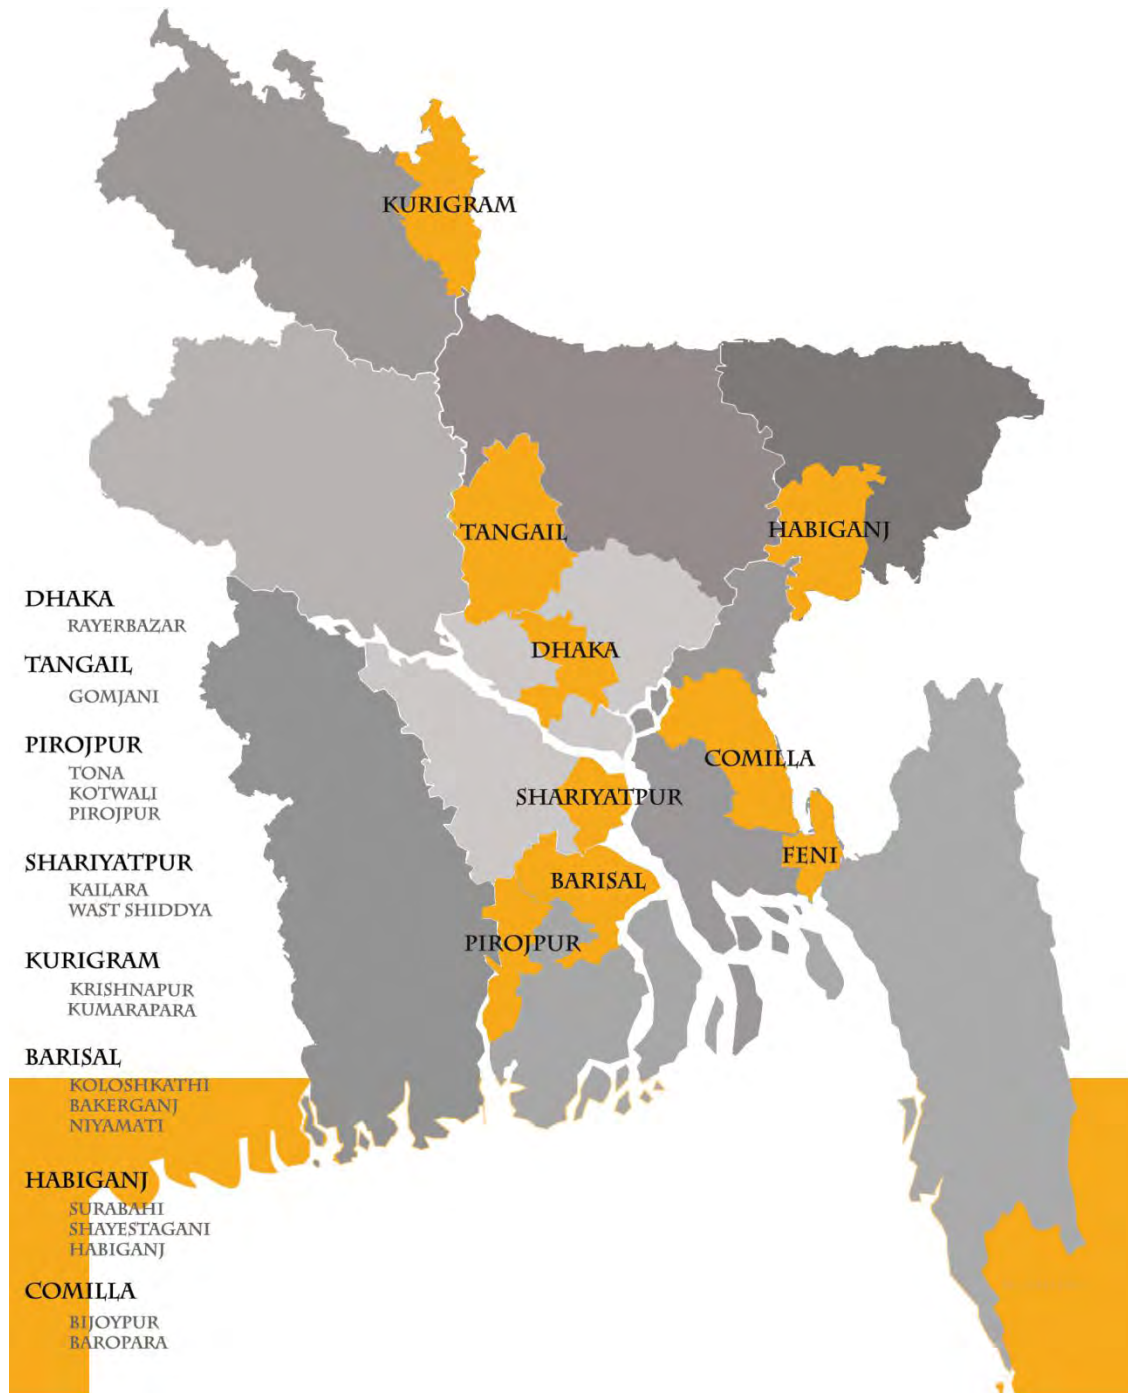 KURIGRAM
TANGAIL
HABIGANJ
DHAKA
COMILLA
SHARIYATPUR
FENI
BARISAL
PIROJPUR
DHAKA
RAYERBAZAR
TANGAIL
GOMJANI
PIROJPUR
TONA
KOTWALI
PIROJPUR
SHARIYATPUR
KAILARA
WAST SHIDDYA
KURIGRAM
KRISHNAPUR
KUMARAPARA
BARISAL
KOLOSHKATHI
BAKERGANJ
NIYAMATI
HABIGANJ
SURABAHI
SHAYESTAGANI
HABIGANJ
COMILLA
BIJOYPUR
BAROPARA